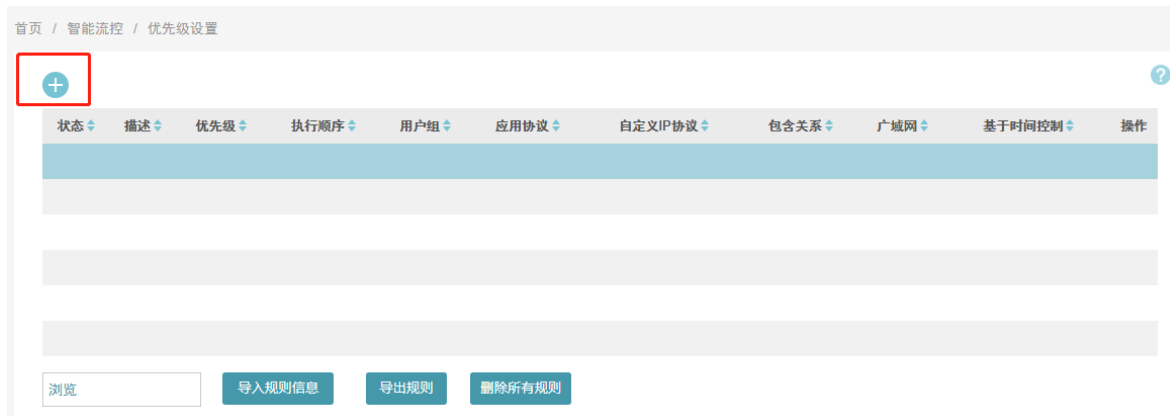 首页 / 智能流控 / 优先级设置
?
状态 描述 优先级 执行顺序 用户组 应用协议 自定义IP协议 包含关系 广域网 基于时间控制 操作
浏览 导入规则信息 导出规则 删除所有规则